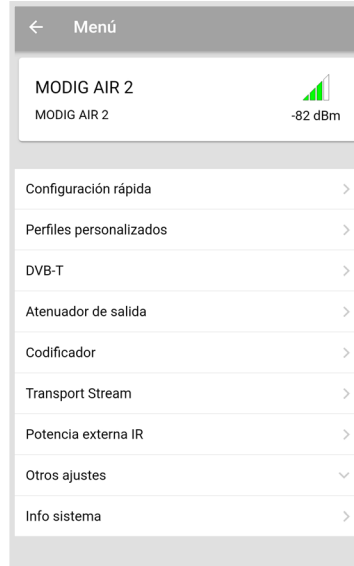 Menú
MODIG AIR 2
MODIG AIR 2
-82 dBm
Configuración rápida
Perfiles personalizados
DVB-T
Atenuador de salida
Codificador
Transport Stream
Potencia externa IR
Otros ajustes
Info sistema